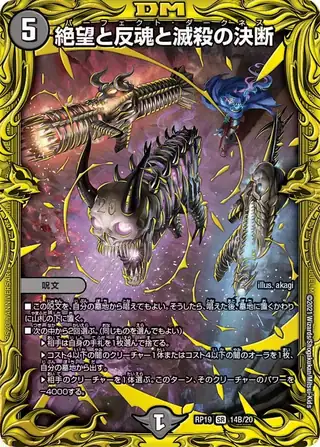 DM
パーフェクト・ダークネス
5
絶望と反魂と滅殺の決断
呪文
illus. akagi
■この呪文を、自分の墓地から唱えてもよい。そうしたら、唱えた後、墓地に置くかわり
に山札の下に置く。
■次の中から2回選ぶ。(同じものを選んでもよい)
▶相手は自身の手札を1枚選んで捨てる。
▶コスト4以下の闇のクリーチャー1体またはコスト4以下の闇のオーラを1枚、
自分の墓地から出す。
▶相手のクリーチャーを1体選ぶ。このターン、そのクリーチャーのパワーを
-4000する。
1
RP19 SR 14B/20